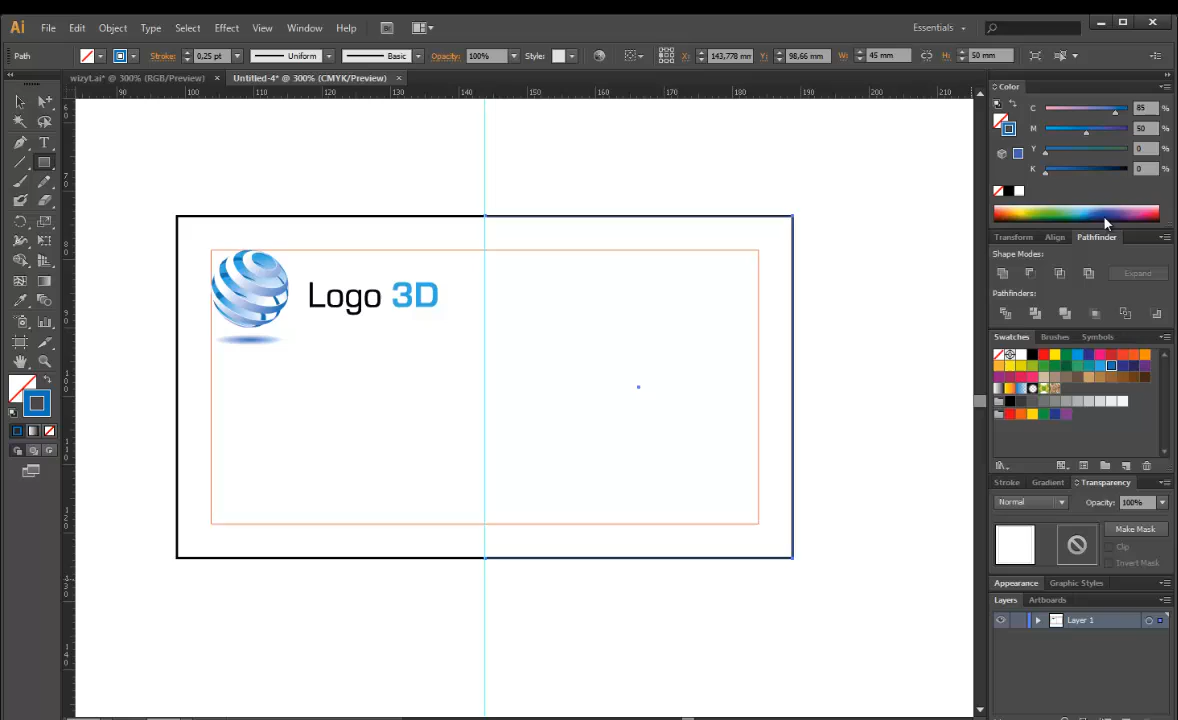 Ai File Edit Object Type Select Effect View Window Help Essentials
Path Stroke: 0,25 pt Uniform Basic Opacity: 100% Style: X: 143,778 mm Y: 98,66 mm W: 45 mm H: 50 mm
wizyt.ai* @ 300% (RGB/Preview) × Untitled-4* @ 300% (CMYK/Preview) ×
90 100 110 120 130 140 150 160 170 180 190 200 210
Color
C 85 %
M 50 %
Y 0 %
K 0 %
Transform Align Pathfinder
Shape Modes:
Expand
Pathfinders:
Logo 3D
Swatches Brushes Symbols
Stroke Gradient Transparency
Normal Opacity: 100%
Make Mask
Clip
Invert Mask
Appearance Graphic Styles
Layers Artboards
Layer 1